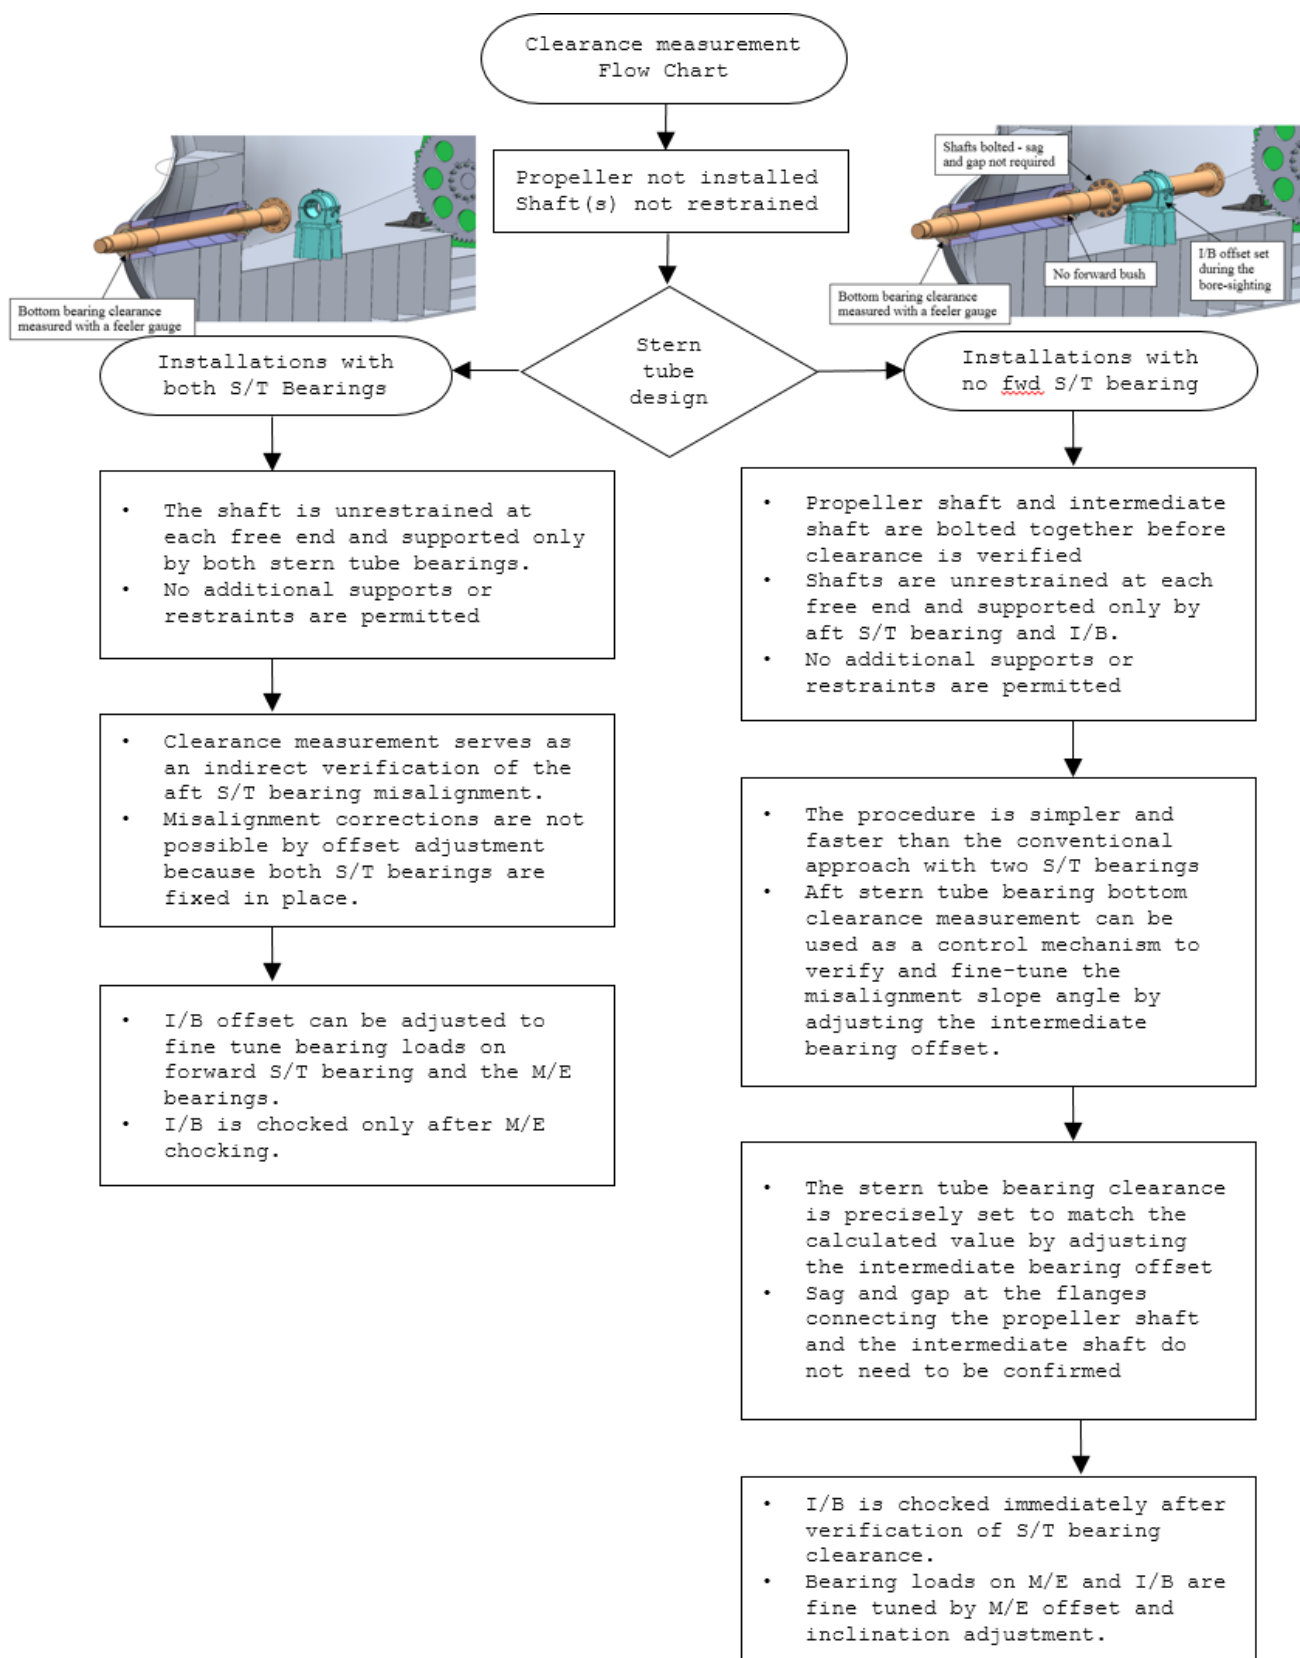 Clearance measurement
Flow Chart
Propeller not installed
Shaft(s) not restrained
Bottom bearing clearance
measured with a feeler gauge
Shafts bolted - sag
and gap not required
No forward bush
I/B offset set
during the
bore-sighting
Bottom bearing clearance
measured with a feeler gauge
Stern
tube
design
Installations with
both S/T Bearings
• The shaft is unrestrained at
each free end and supported only
by both stern tube bearings.
• No additional supports or
restraints are permitted
• Clearance measurement serves as
an indirect verification of the
aft S/T bearing misalignment.
• Misalignment corrections are not
possible by offset adjustment
because both S/T bearings are
fixed in place.
• I/B offset can be adjusted to
fine tune bearing loads on
forward S/T bearing and the M/E
bearings.
• I/B is chocked only after M/E
chocking.
Installations with
no fwd S/T bearing
• Propeller shaft and intermediate
shaft are bolted together before
clearance is verified
• Shafts are unrestrained at each
free end and supported only by
aft S/T bearing and I/B.
• No additional supports or
restraints are permitted
• The procedure is simpler and
faster than the conventional
approach with two S/T bearings
• Aft stern tube bearing bottom
clearance measurement can be
used as a control mechanism to
verify and fine-tune the
misalignment slope angle by
adjusting the intermediate
bearing offset.
• The stern tube bearing clearance
is precisely set to match the
calculated value by adjusting
the intermediate bearing offset
• Sag and gap at the flanges
connecting the propeller shaft
and the intermediate shaft do
not need to be confirmed
• I/B is chocked immediately after
verification of S/T bearing
clearance.
• Bearing loads on M/E and I/B are
fine tuned by M/E offset and
inclination adjustment.